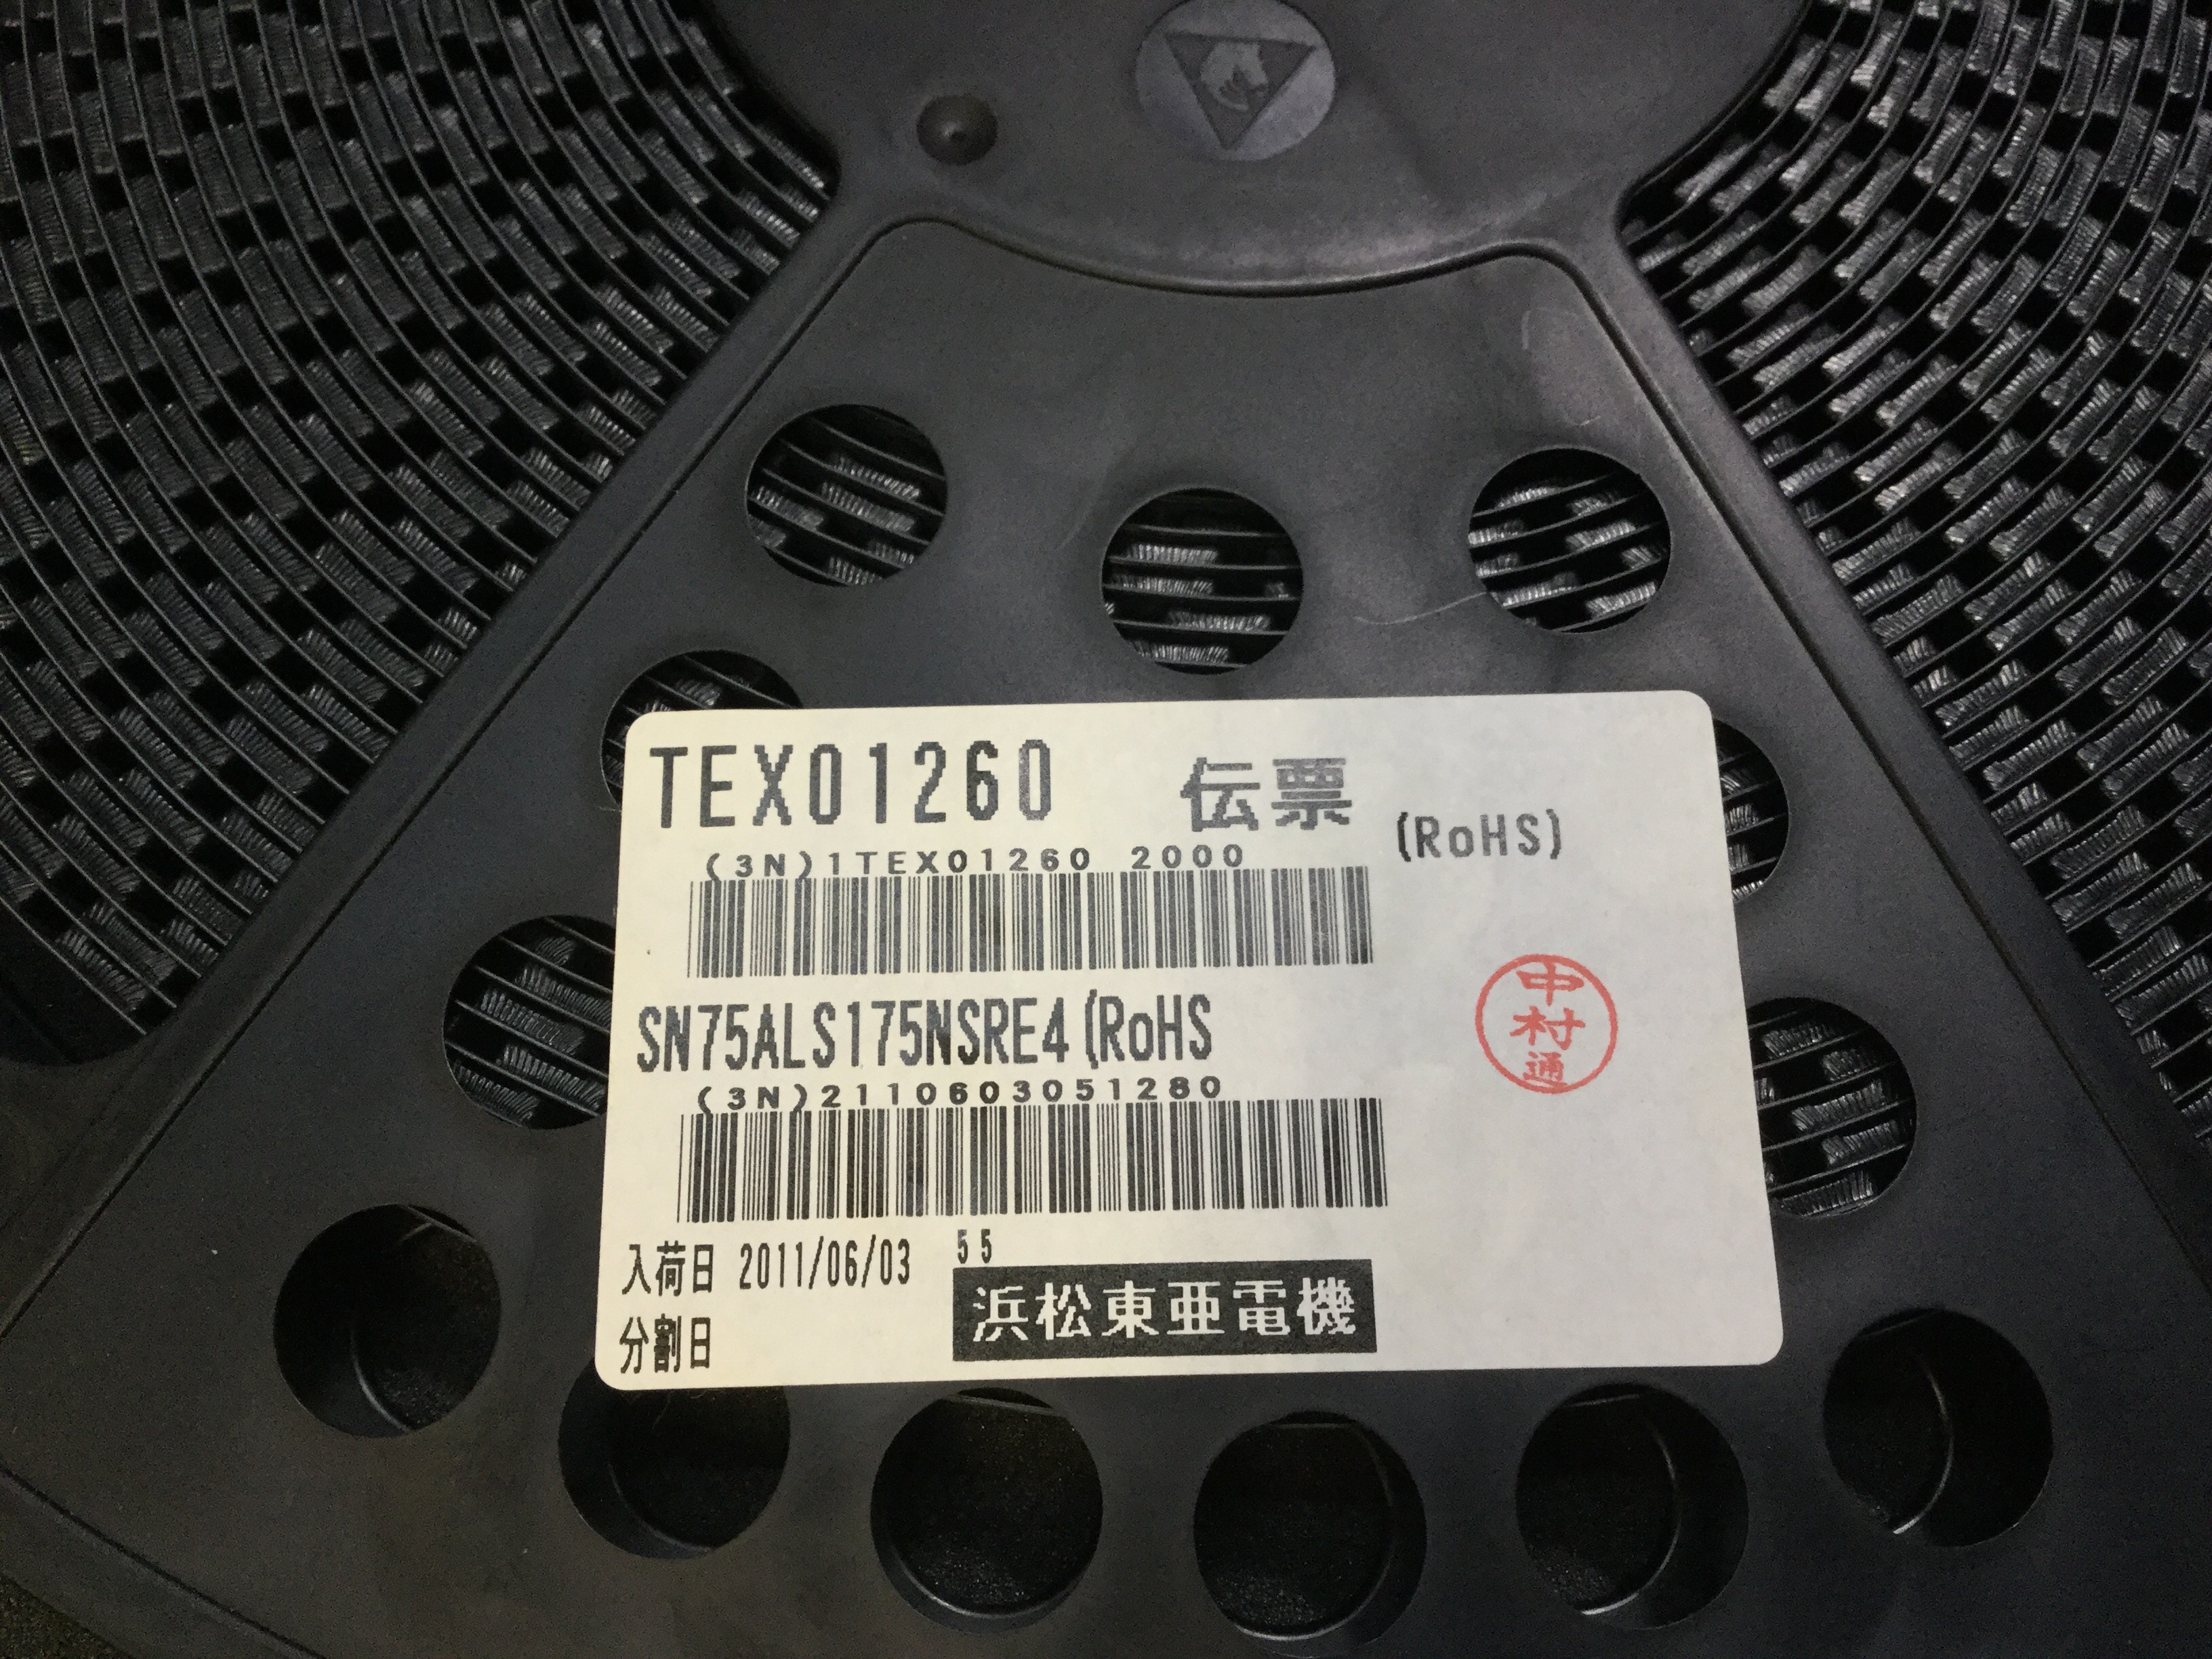 TEX01260 伝票 (RoHS)
(3N)1TEX01260 2000
SN75ALS175NSRE4(RoHS
(3N)2110603051280
中村通
入荷日 2011/06/03 55
分割日 浜松東亜電機